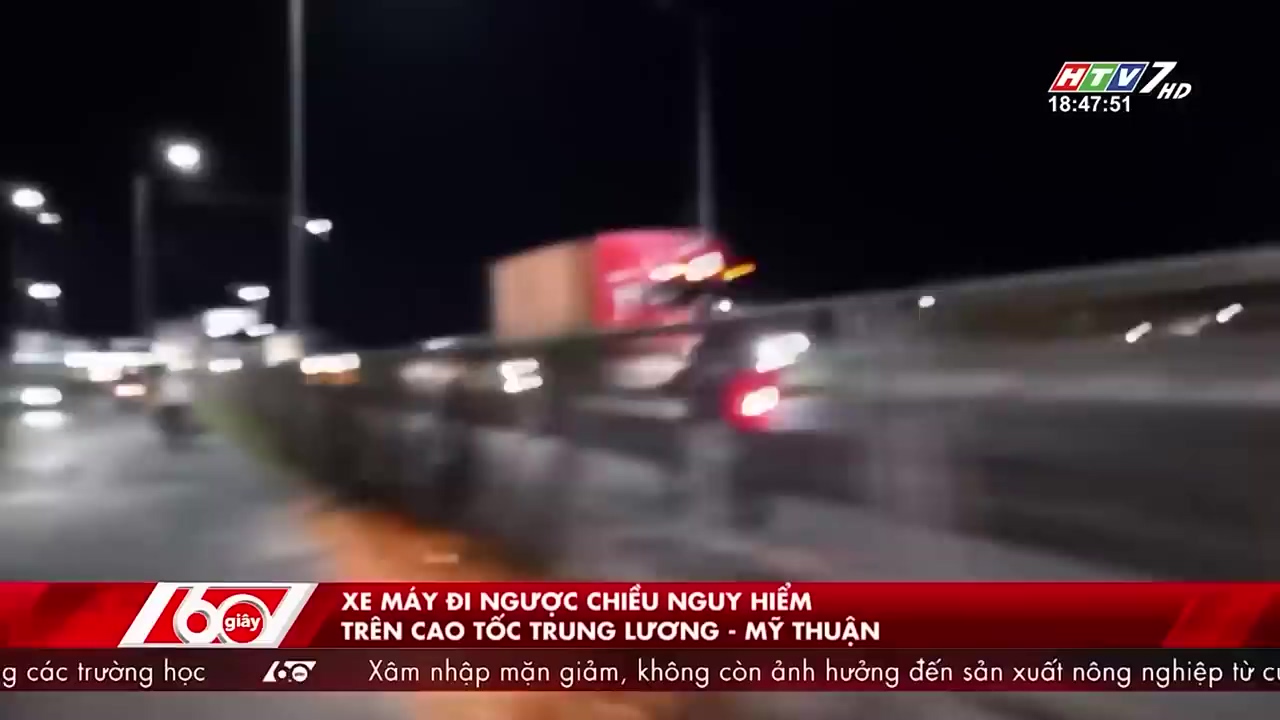 HTV7 HD
18:47:51
60 giây
XE MÁY ĐI NGƯỢC CHIỀU NGUY HIỂM
TRÊN CAO TỐC TRUNG LƯƠNG - MỸ THUẬN
g các trường học 60 Xâm nhập mặn giảm, không còn ảnh hưởng đến sản xuất nông nghiệp từ